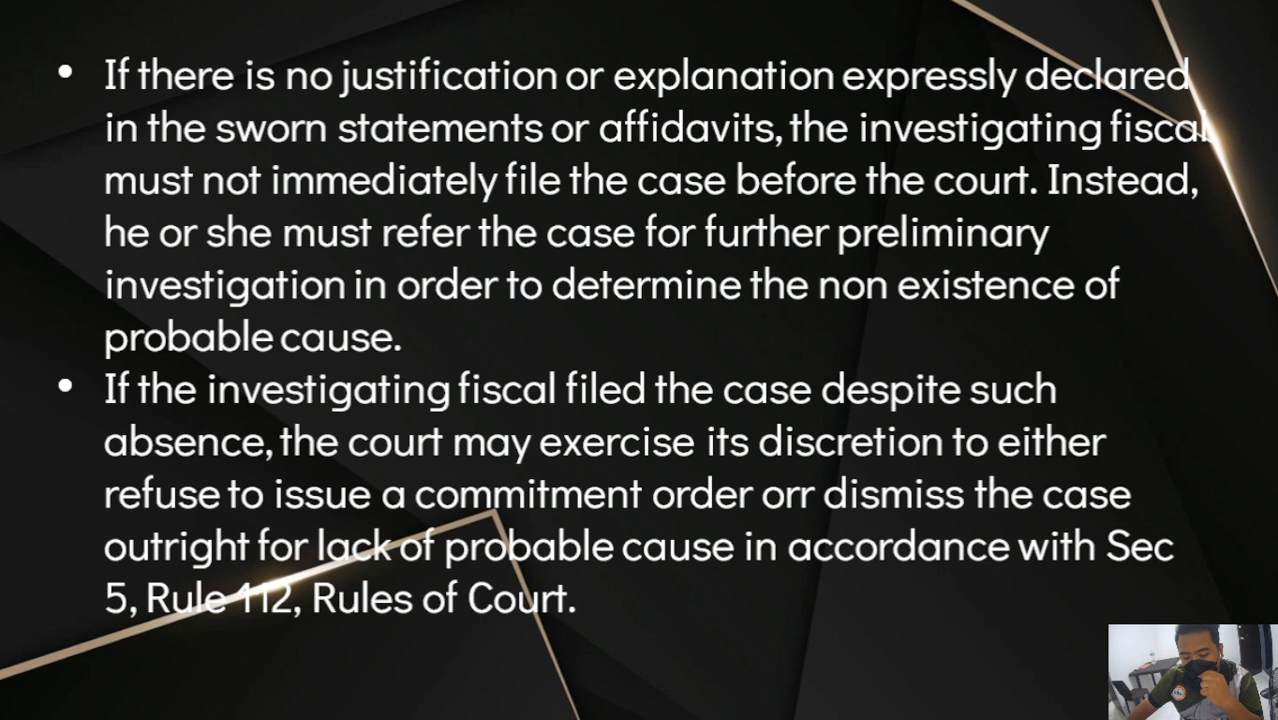 • If there is no justification or explanation expressly declared
in the sworn statements or affidavits, the investigating fiscal
must not immediately file the case before the court. Instead,
he or she must refer the case for further preliminary
investigation in order to determine the non existence of
probable cause.
• If the investigating fiscal filed the case despite such
absence, the court may exercise its discretion to either
refuse to issue a commitment order orr dismiss the case
outright for lack of probable cause in accordance with Sec
5, Rule 112, Rules of Court.